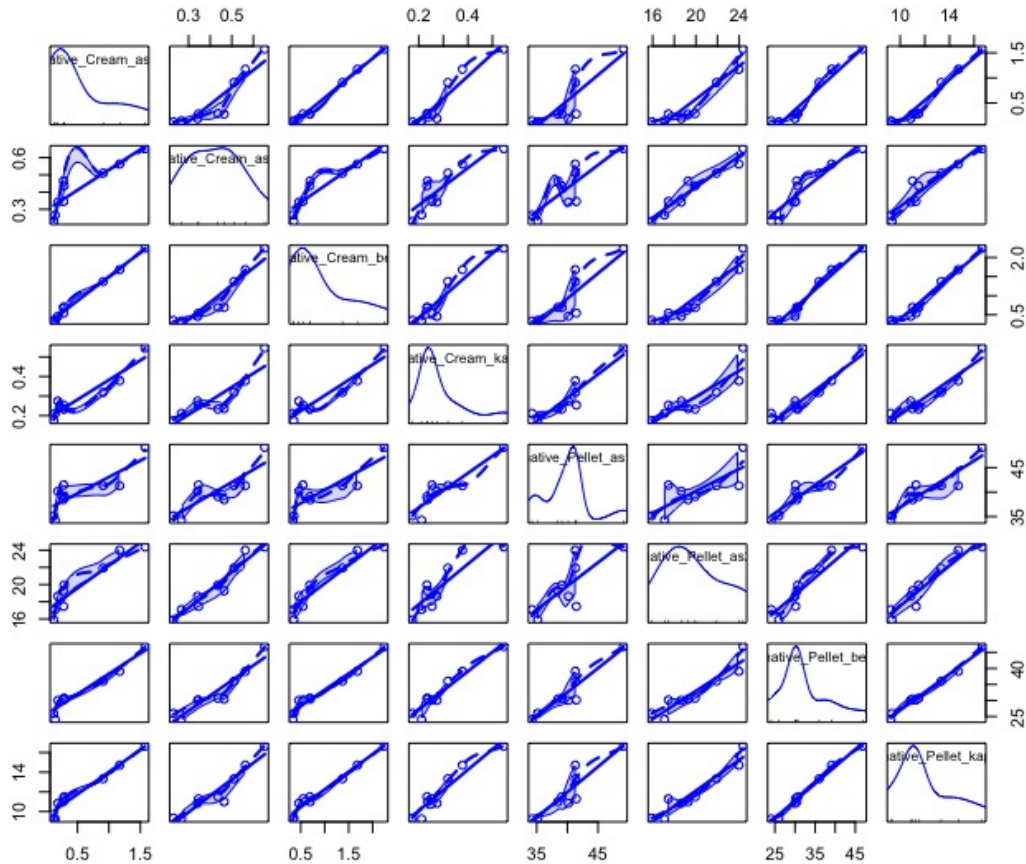 0.3 0.5 0.2 0.4 16 20 24 10 14
ative_Cream_as
1.5
0.5
0.6
ative_Cream_as
0.3
ative_Cream_be
2.0
0.5
ative_Cream_ka
0.4
0.2
ative_Pellet_as
45
35
24
ative_Pellet_as
20
16
native_Pellet_be
40
25
ative_Pellet_ka
14
10
0.5 1.5 0.5 1.5 35 45 25 35 45